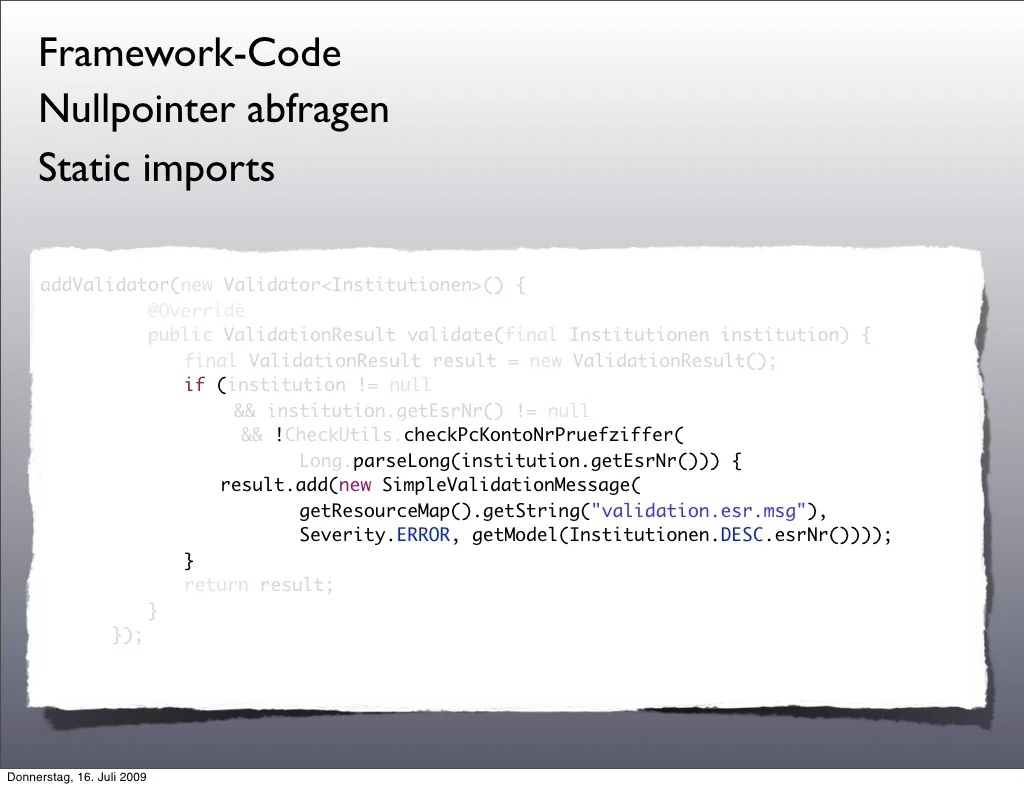 Framework-Code
Nullpointer abfragen
Static imports
addValidator(new Validator<Institutionen>() {
@Override
public ValidationResult validate(final Institutionen institution) {
final ValidationResult result = new ValidationResult();
if (institution != null
&& institution.getEsrNr() != null
&& !CheckUtils.checkPcKontoNrPruefziffer(
Long.parseLong(institution.getEsrNr())) {
result.add(new SimpleValidationMessage(
getResourceMap().getString("validation.esr.msg"),
Severity.ERROR, getModel(Institutionen.DESC.esrNr())));
}
return result;
}
});
Donnerstag, 16. Juli 2009